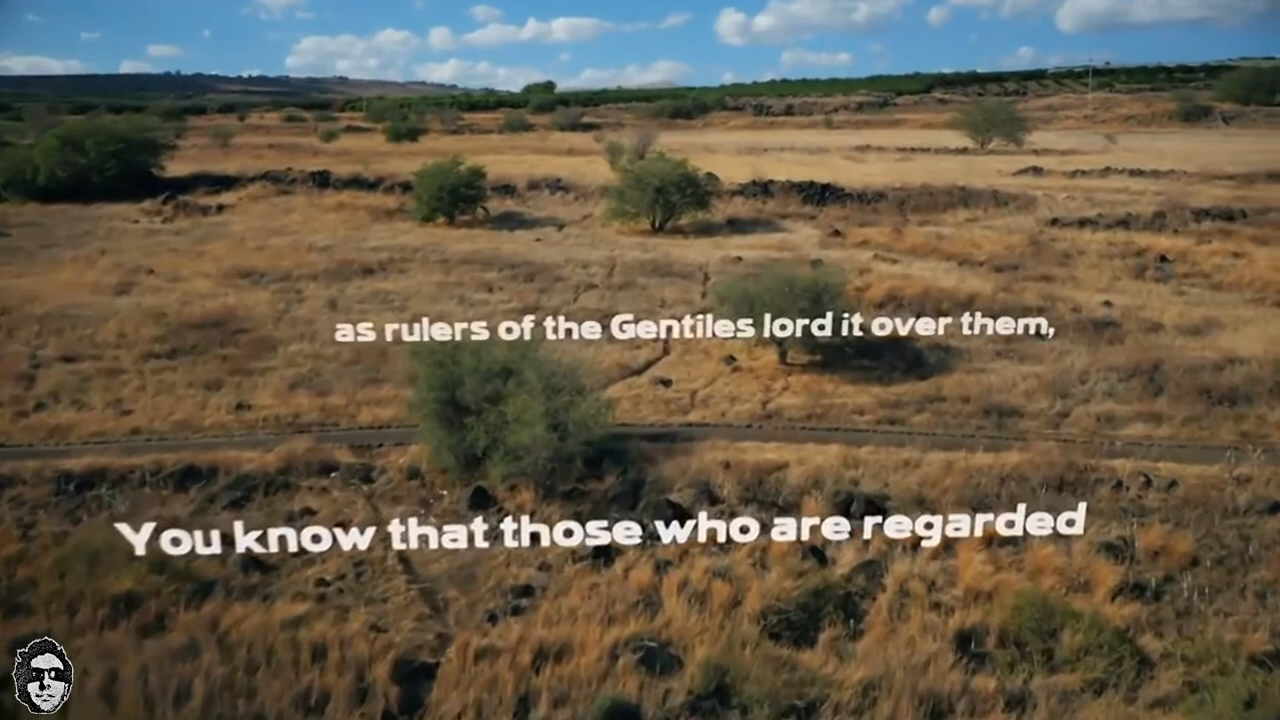 You know that those who are regarded
as rulers of the Gentiles lord it over them,